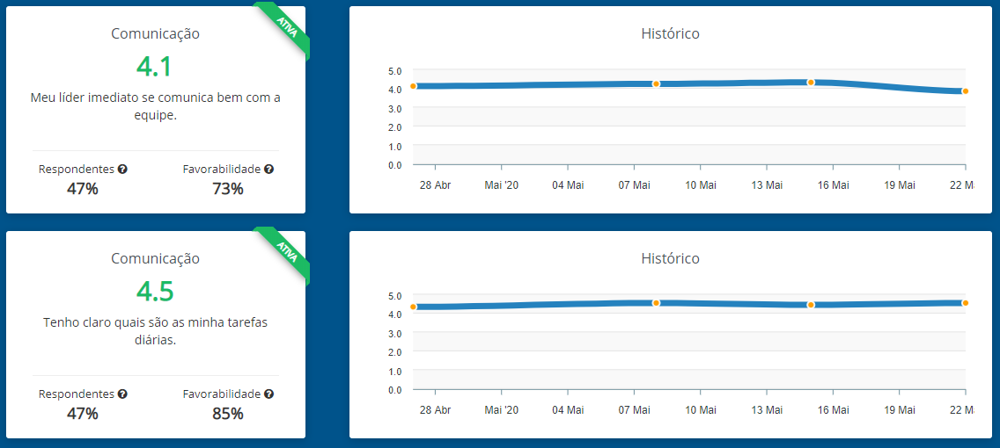 ATIVA
Comunicação
4.1
Meu líder imediato se comunica bem com a
equipe.
Respondentes
Favorabilidade
47%
73%
Histórico
5.0
4.0
3.0
2.0
1.0
0.0
28 Abr
Mai '20
04 Mai
07 Mai
10 Mai
13 Mai
16 Mai
19 Mai
22 M
ATIVA
Comunicação
4.5
Tenho claro quais são as minha tarefas
diárias.
Respondentes
Favorabilidade
47%
85%
Histórico
5.0
4.0
3.0
2.0
1.0
0.0
28 Abr
Mai '20
04 Mai
07 Mai
10 Mai
13 Mai
16 Mai
19 Mai
22 M